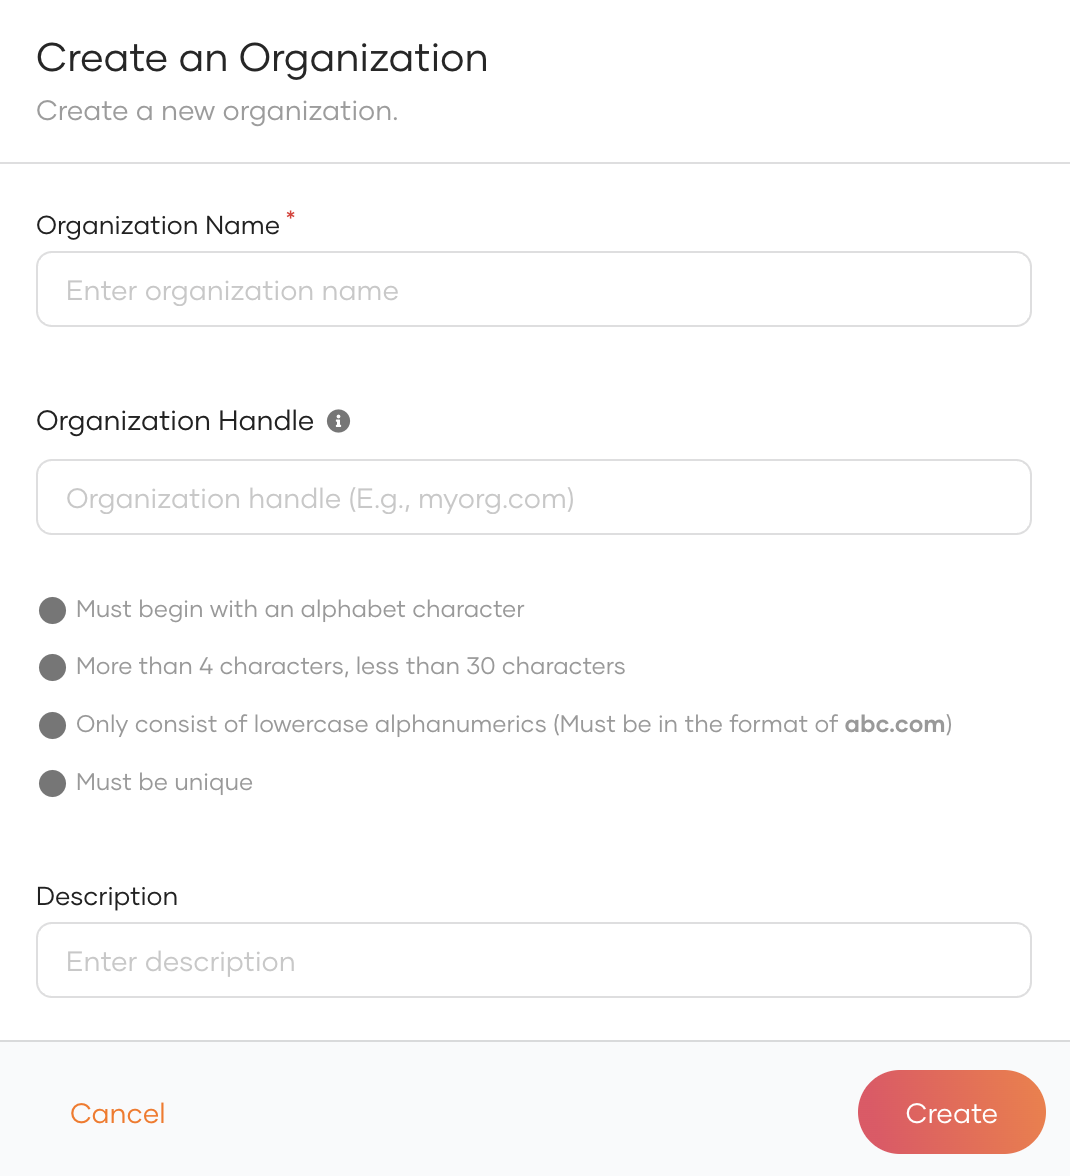 Create an Organization
Create a new organization.
Organization Name *
Enter organization name
Organization Handle
Organization handle (E.g., myorg.com)
Must begin with an alphabet character
More than 4 characters, less than 30 characters
Only consist of lowercase alphanumerics (Must be in the format of abc.com)
Must be unique
Description
Enter description
Cancel
Create